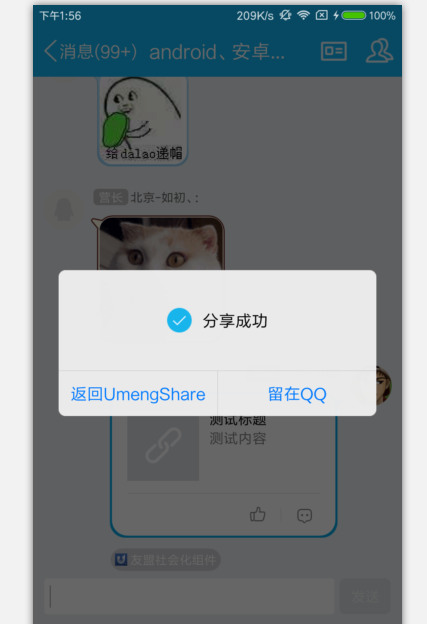 下午1:56
209K/s
100%
消息(99+)
android、安卓...
给dalao递帽
营长
北京-如初、:
分享成功
返回UmengShare
留在QQ
测试标题
测试内容
友盟社会化组件
发送